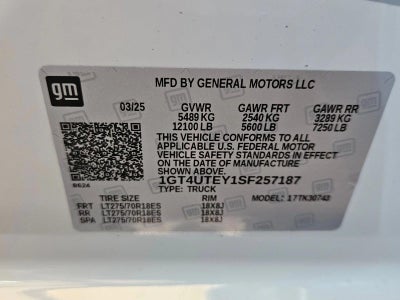 gm
MFD BY GENERAL MOTORS LLC
03/25 GVWR GAWR FRT GAWR RR
5489 KG 2540 KG 3289 KG
12100 LB 5600 LB 7250 LB
THIS VEHICLE CONFORMS TO ALL
APPLICABLE U.S. FEDERAL MOTOR
VEHICLE SAFETY STANDARDS IN EFFECT
ON THE DATE OF MANUFACTURE
SHOWN ABOVE.
1GT4UTEY1SF257187
TYPE: TRUCK MODEL: 17TK30743
TIRE SIZE RIM
FRT LT275/70R18ES 18X8J
RR LT275/70R18ES 18X8J
SPA LT275/70R18ES 18X8J